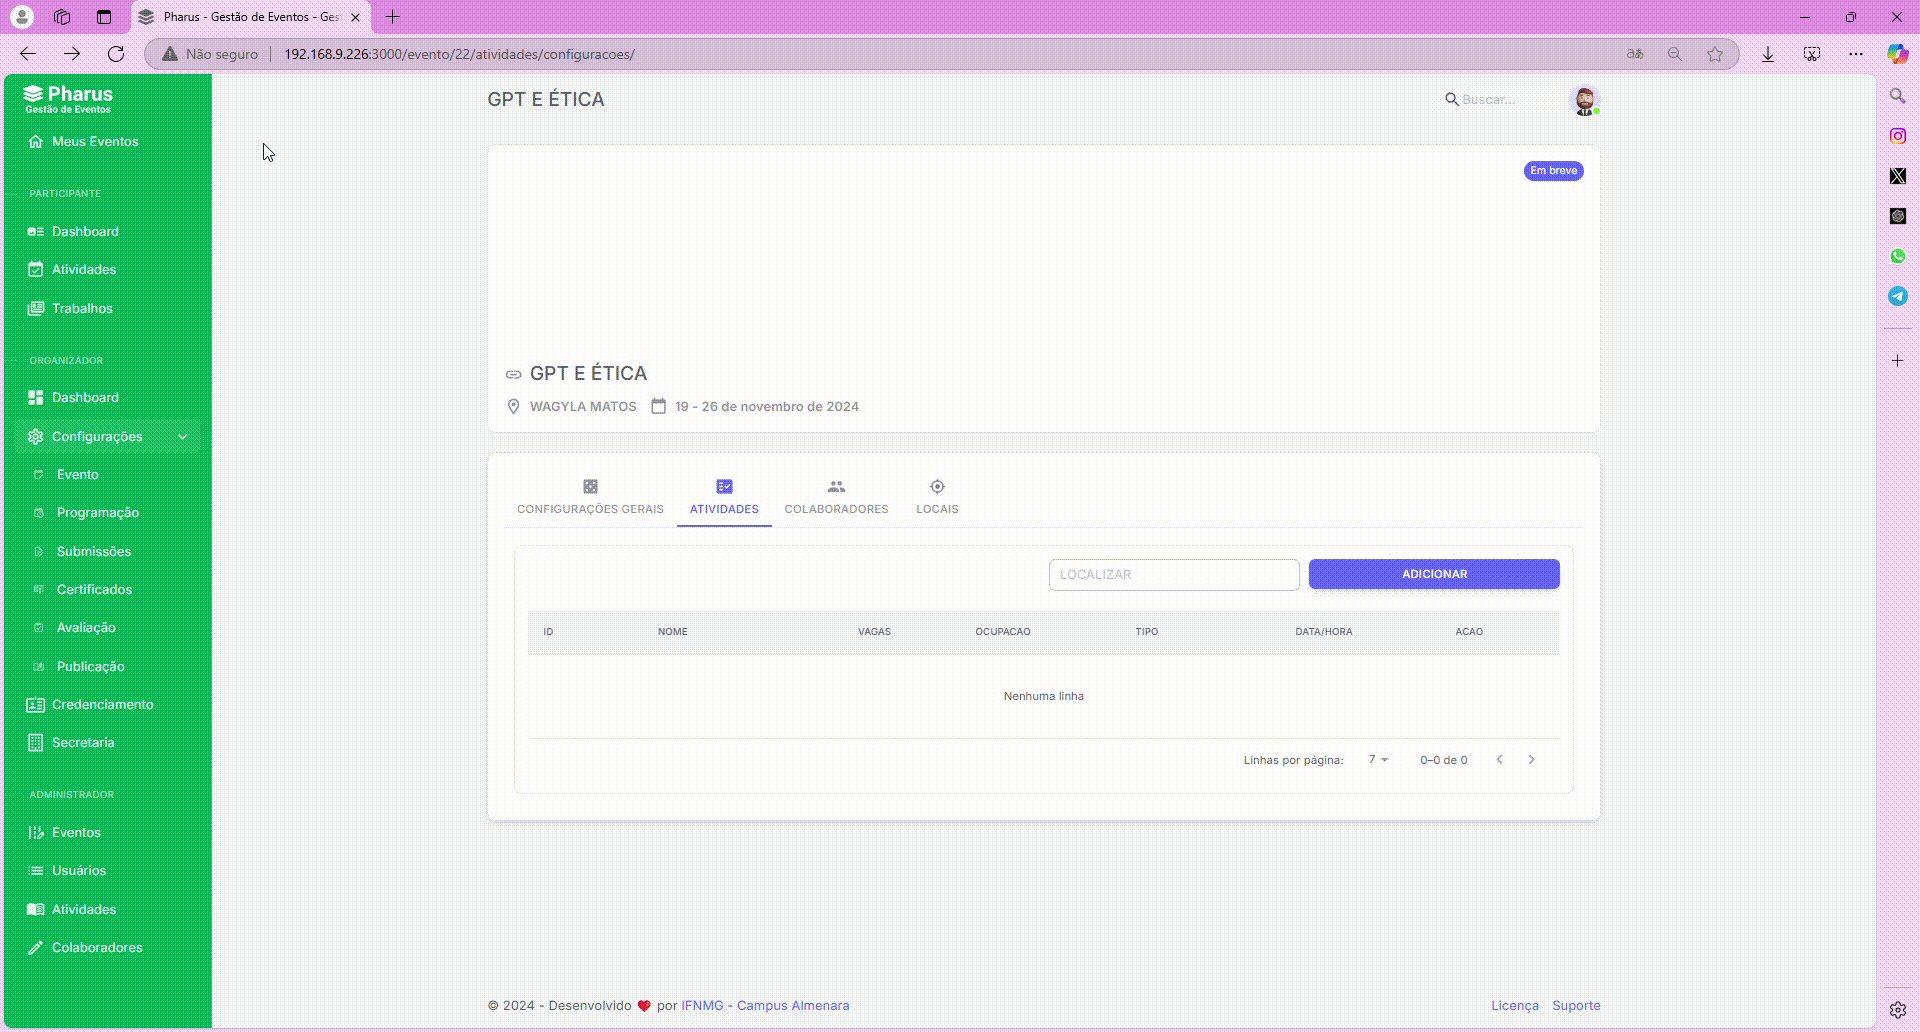 Pharus - Gestão de Eventos - Ges
Não seguro
192.168.9.226:3000/evento/22/atividades/configuracoes/
Pharus
Gestão de Eventos
Meus Eventos
PARTICIPANTE
Dashboard
Atividades
Trabalhos
ORGANIZADOR
Dashboard
Configurações
Evento
Programação
Submissões
Certificados
Avaliação
Publicação
Credenciamento
Secretaria
ADMINISTRADOR
Eventos
Usuários
Atividades
Colaboradores
GPT E ÉTICA
Buscar...
Em breve
GPT E ÉTICA
WAGYLA MATOS 19 - 26 de novembro de 2024
CONFIGURAÇÕES GERAIS ATIVIDADES COLABORADORES LOCAIS
LOCALIZAR ADICIONAR
ID NOME VAGAS OCUPACAO TIPO DATA/HORA ACAO
Nenhuma linha
Linhas por página: 7 0–0 de 0
© 2024 - Desenvolvido ❤️ por IFNMG - Campus Almenara
Licença Suporte